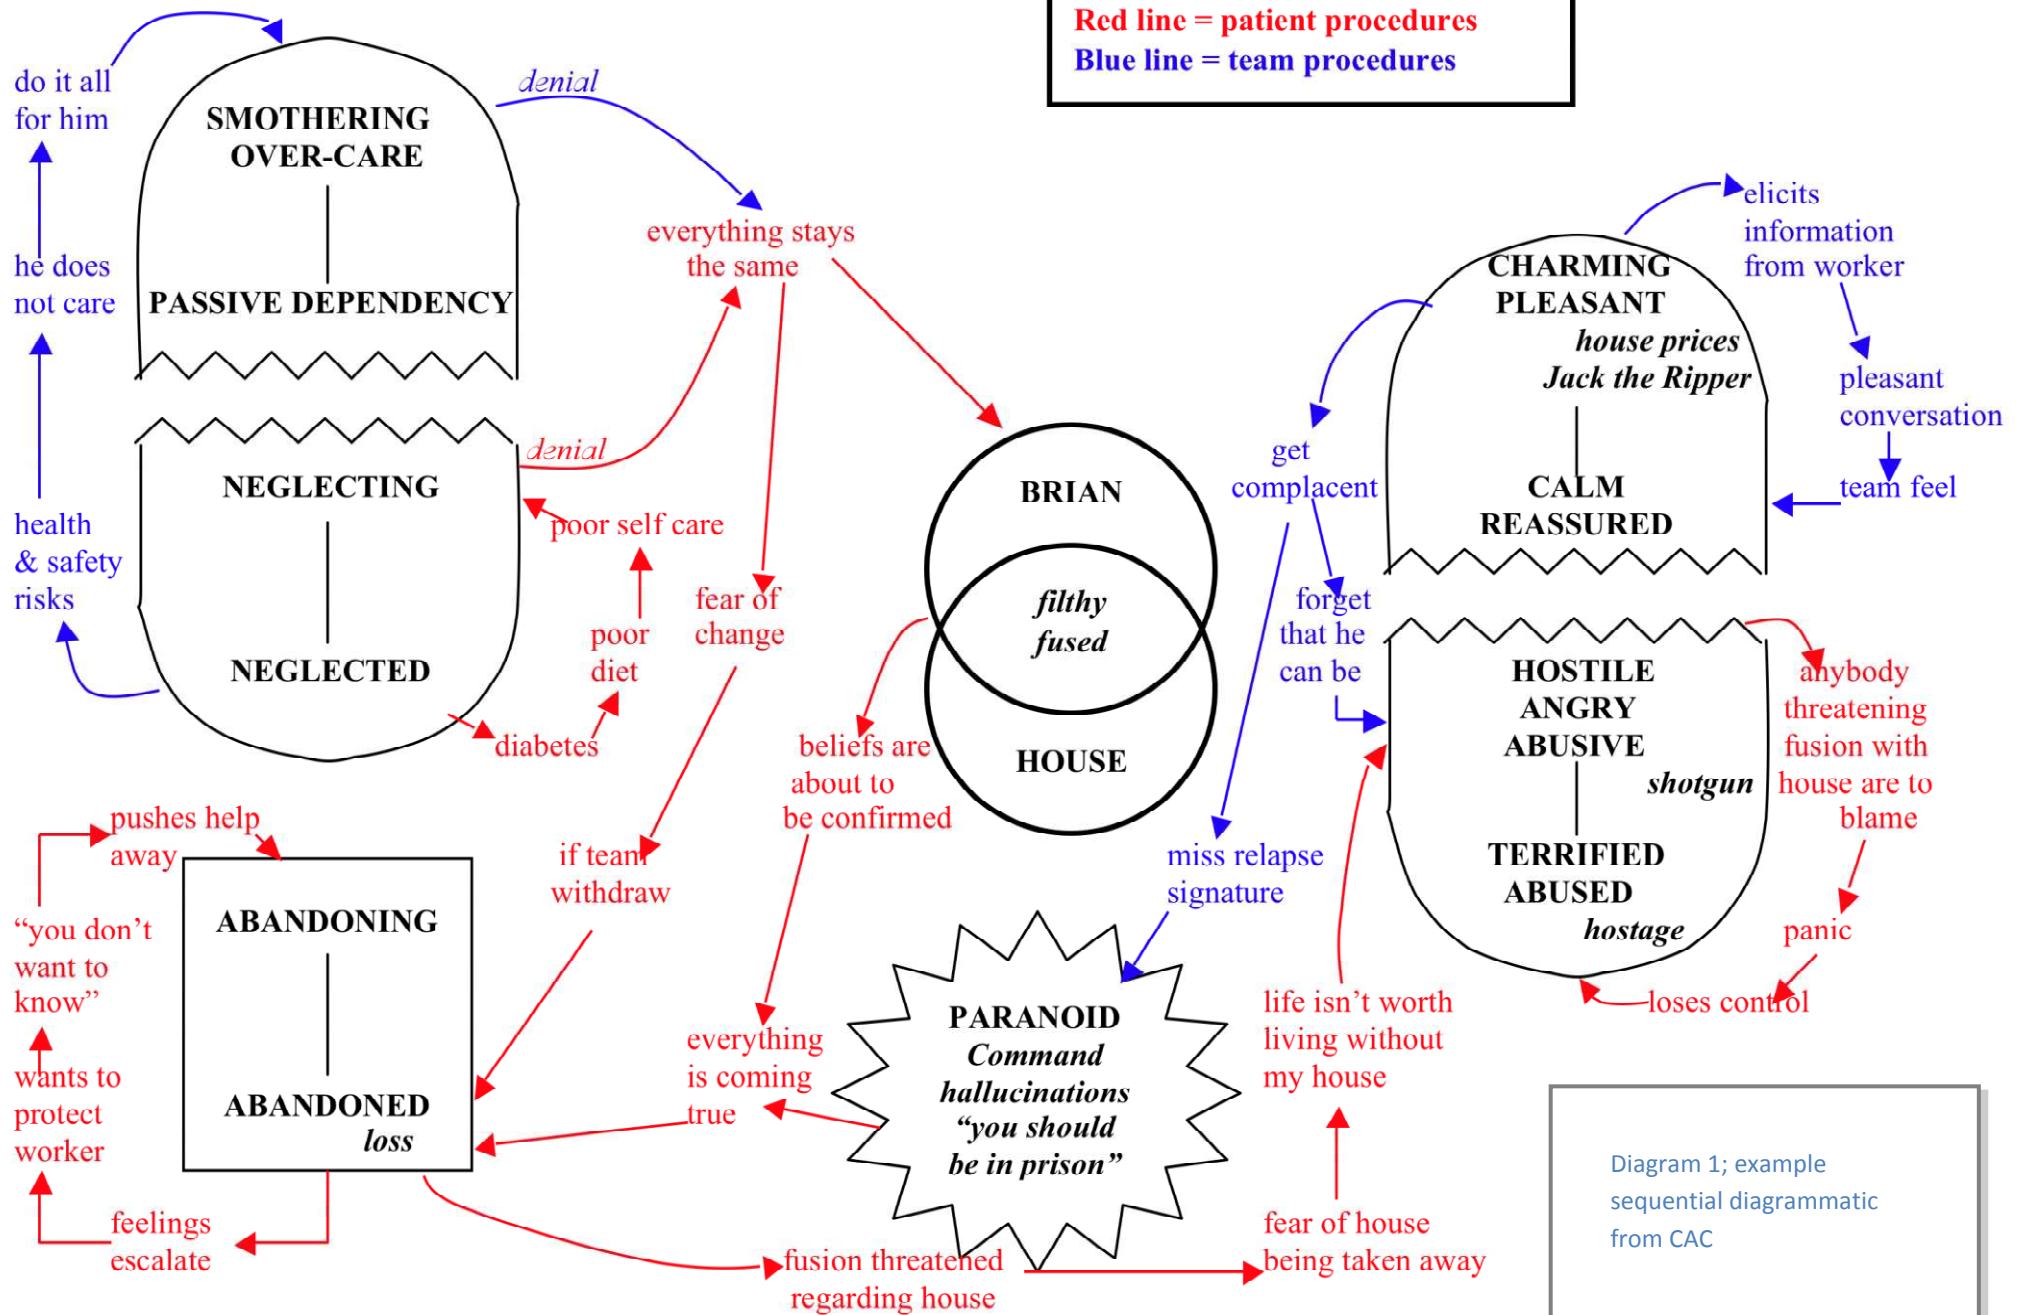 Red line = patient procedures
Blue line = team procedures
do it all
for him
he does
not care
health
& safety
risks
SMOTHERING
OVER-CARE
PASSIVE DEPENDENCY
denial
NEGLECTING
NEGLECTED
denial
poor self care
poor
diet
diabetes
everything stays
the same
fear of
change
if team
withdraw
pushes help
away
“you don’t
want to
know”
wants to
protect
worker
feelings
escalate
ABANDONING
ABANDONED
loss
BRIAN
filthy
fused
HOUSE
beliefs are
about to
be confirmed
everything
is coming
true
PARANOID
Command
hallucinations
“you should
be in prison”
fusion threatened
regarding house
fear of house
being taken away
life isn’t worth
living without
my house
get
complacent
forget
that he
can be
miss relapse
signature
CHARMING
PLEASANT
house prices
Jack the Ripper
CALM
REASSURED
elicits
information
from worker
pleasant
conversation
team feel
HOSTILE
ANGRY
ABUSIVE
shotgun
TERRIFIED
ABUSED
hostage
anybody
threatening
fusion with
house are to
blame
panic
loses control
Diagram 1; example
sequential diagrammatic
from CAC